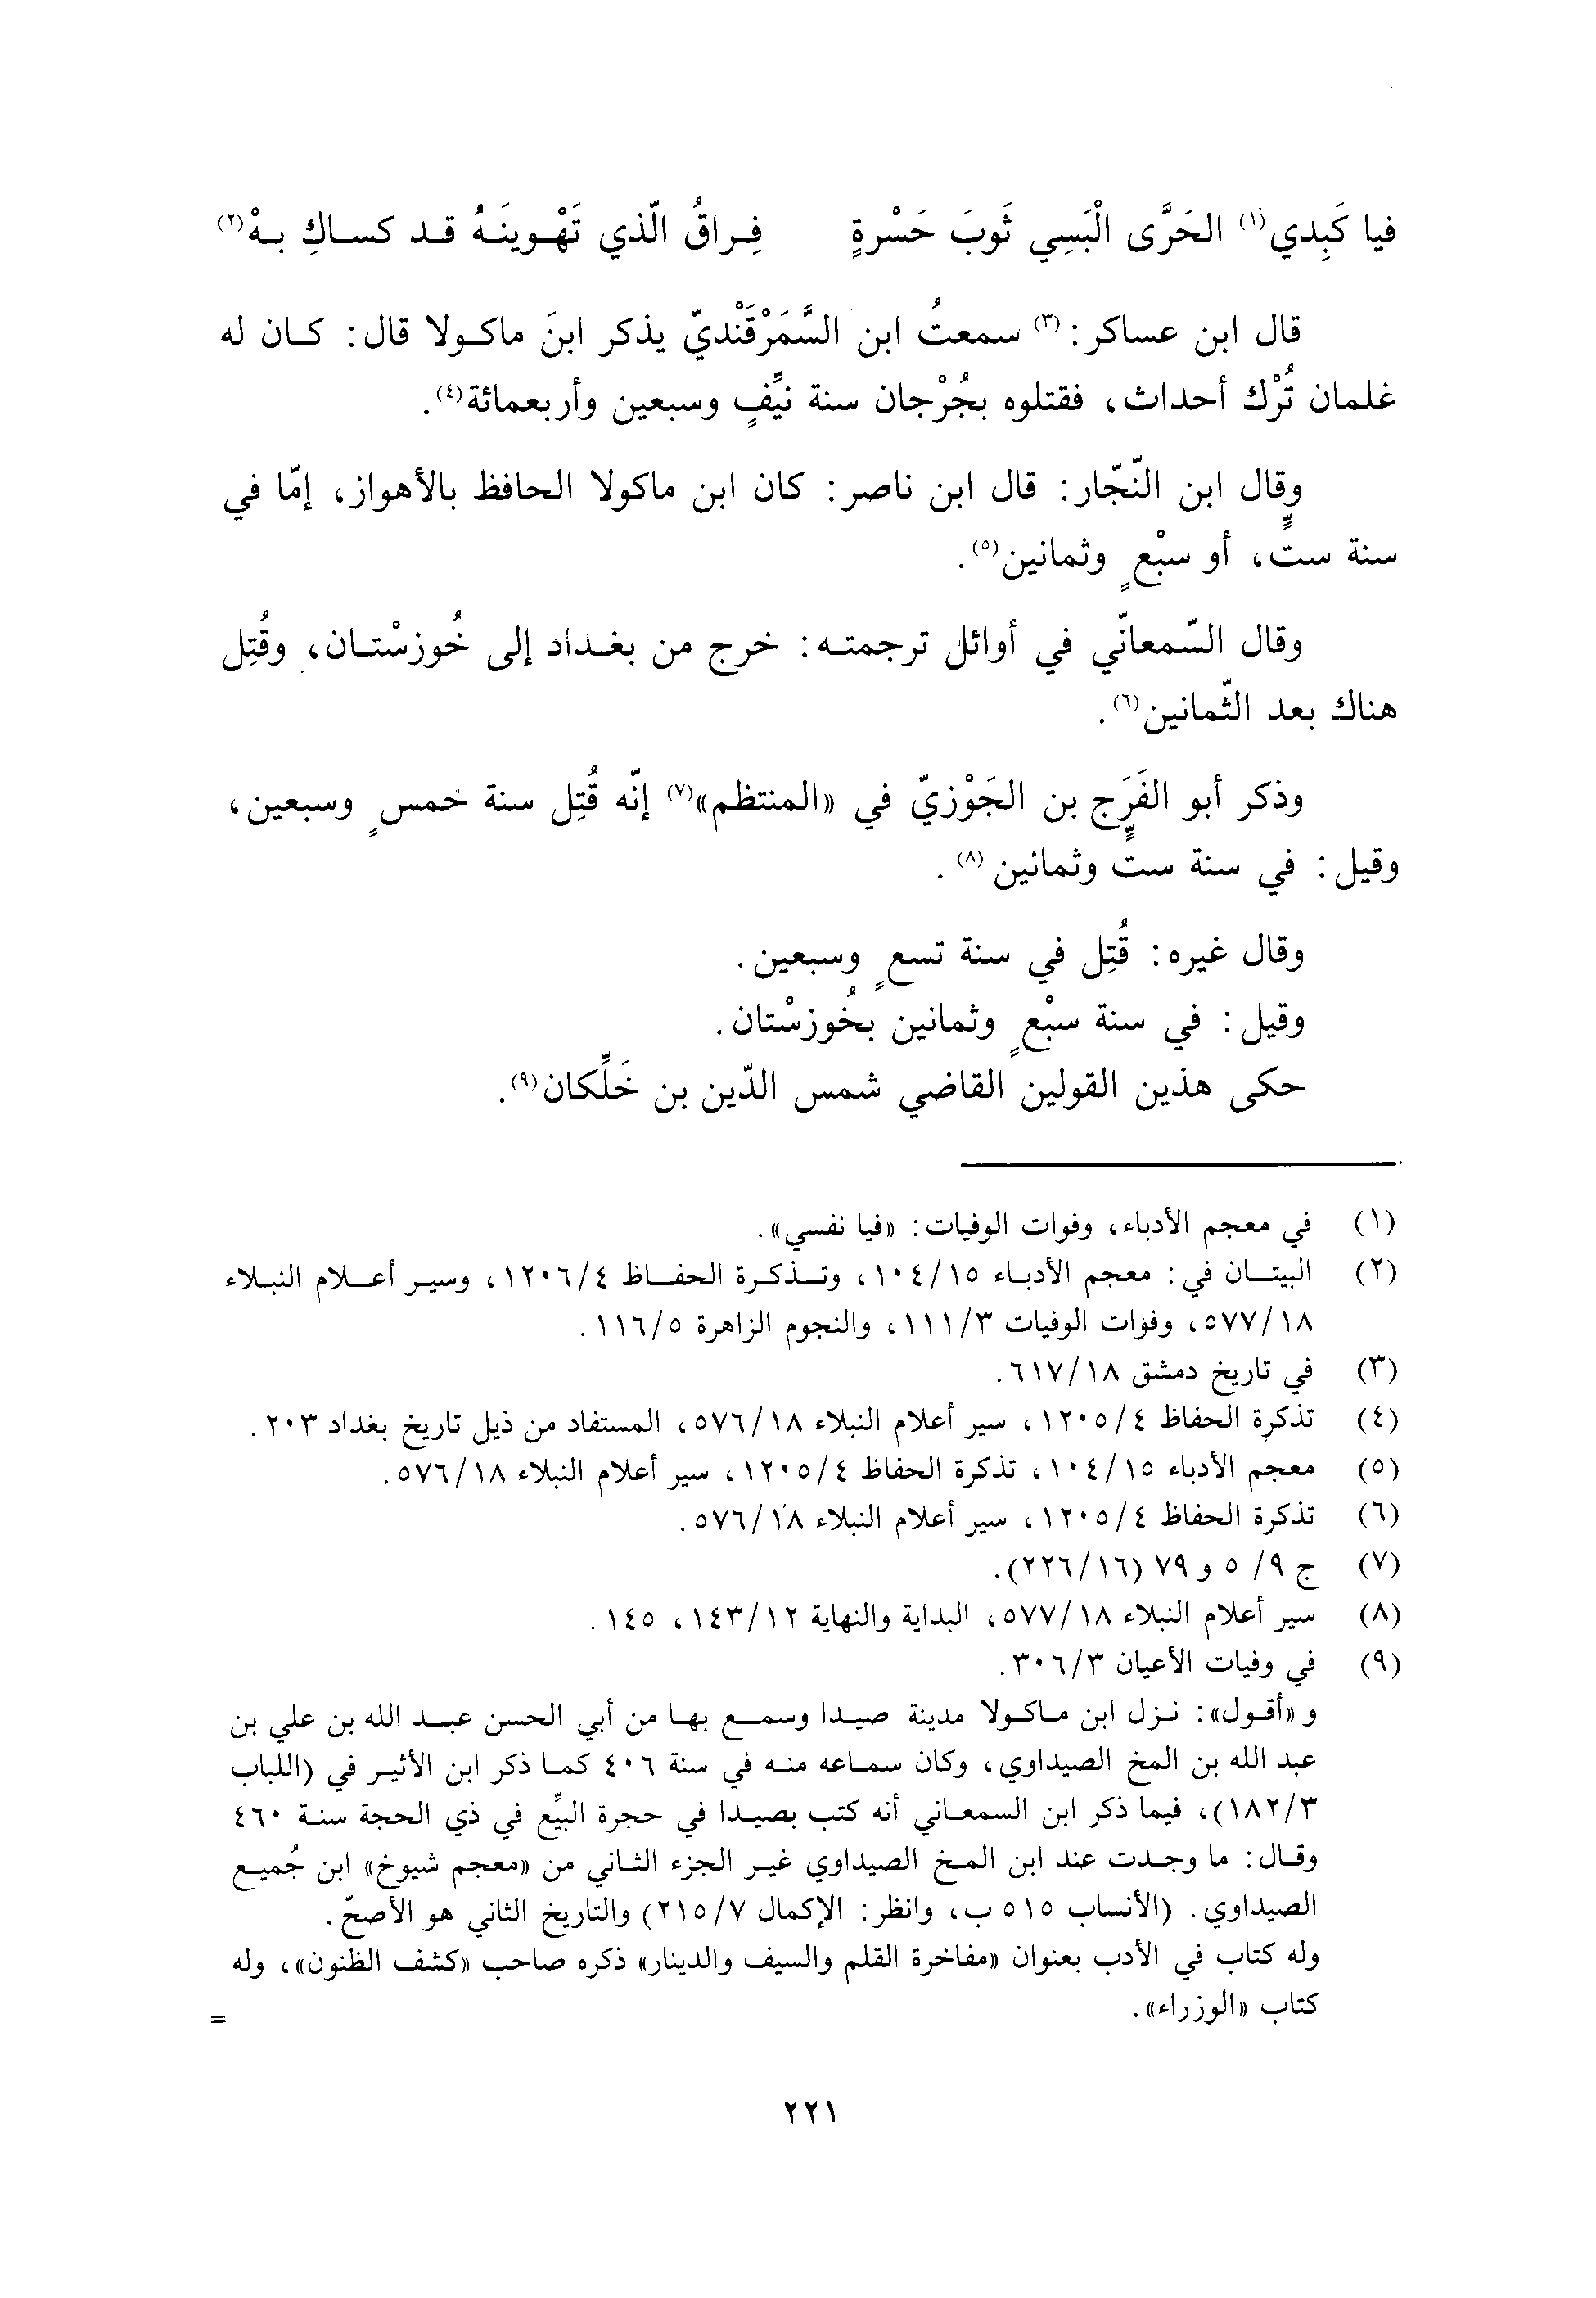 فيا كَبِدي(١) الحَرَّى الْبَسِي ثَوبَ حَسْرةٍ فِراقُ الّذي تَهْوينَهُ قد كساكِ بهْ(٢)
قال ابن عساكر:(٣) سمعتُ ابن السَّمَرْقَنْديّ يذكر ابنَ ماكولا قال: كان له
غلمان تُرْك أحداث، فقتلوه بجُرْجان سنة نيِّفٍ وسبعين وأربعمائة(٤).
وقال ابن النّجّار: قال ابن ناصر: كان ابن ماكولا الحافظ بالأهواز، إمّا في
سنة ستٍّ، أو سبْعٍ وثمانين(٥).
وقال السّمعانّي في أوائل ترجمته: خرج من بغداد إلى خُوزسْتان، وقُتِل
هناك بعد الثّمانين(٦).
وذكر أبو الفَرَج بن الجَوْزيّ في «المنتظم»(٧) إنّه قُتِل سنة خمسٍ وسبعين،
وقيل: في سنة ستٍّ وثمانين(٨).
وقال غيره: قُتِل في سنة تسعٍ وسبعين.
وقيل: في سنة سبْعٍ وثمانين بخُوزسْتان.
حكى هذين القولين القاضي شمس الدّين بن خَلِّكان(٩).
(١) في معجم الأدباء، وفوات الوفيات: «فيا نفسي».
(٢) البيتان في: معجم الأدباء ١٠٤/١٥، وتذكرة الحفاظ ١٢٠٦/٤، وسير أعلام النبلاء
٥٧٧/١٨، وفوات الوفيات ١١١/٣، والنجوم الزاهرة ١١٦/٥.
(٣) في تاريخ دمشق ٦١٧/١٨.
(٤) تذكرة الحفاظ ١٢٠٥/٤، سير أعلام النبلاء ٥٧٦/١٨، المستفاد من ذيل تاريخ بغداد ٢٠٣.
(٥) معجم الأدباء ١٠٤/١٥، تذكرة الحفاظ ١٢٠٥/٤، سير أعلام النبلاء ٥٧٦/١٨.
(٦) تذكرة الحفاظ ١٢٠٥/٤، سير أعلام النبلاء ٥٧٦/١٨.
(٧) ج ٩/ ٥ و ٧٩ (٢٢٦/١٦).
(٨) سير أعلام النبلاء ٥٧٧/١٨، البداية والنهاية ١٤٣/١٢، ١٤٥.
(٩) في وفيات الأعيان ٣٠٦/٣.
و «أقول»: نزل ابن ماكولا مدينة صيدا وسمع بها من أبي الحسن عبد الله بن علي بن
عبد الله بن المخ الصيداوي، وكان سماعه منه في سنة ٤٠٦ كما ذكر ابن الأثير في (اللباب
١٨٢/٣)، فيما ذكر ابن السمعاني أنه كتب بصيدا في حجرة البيِّع في ذي الحجة سنة ٤٦٠
وقال: ما وجدت عند ابن المخ الصيداوي غير الجزء الثاني من «معجم شيوخ» ابن جُميع
الصيداوي. (الأنساب ٥١٥ ب، وانظر: الإكمال ٢١٥/٧) والتاريخ الثاني هو الأصحّ.
وله كتاب في الأدب بعنوان «مفاخرة القلم والسيف والدينار» ذكره صاحب «كشف الظنون»، وله
كتاب «الوزراء». =
٢٢١